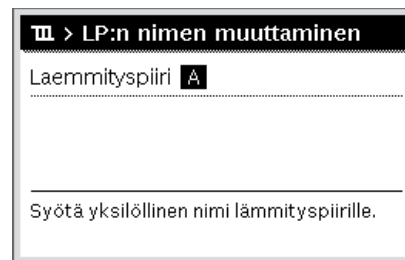 > LP:n nimen muuttaminen
Laemmityspiiri A
Syötä yksilöllinen nimi lämmityspiirille.